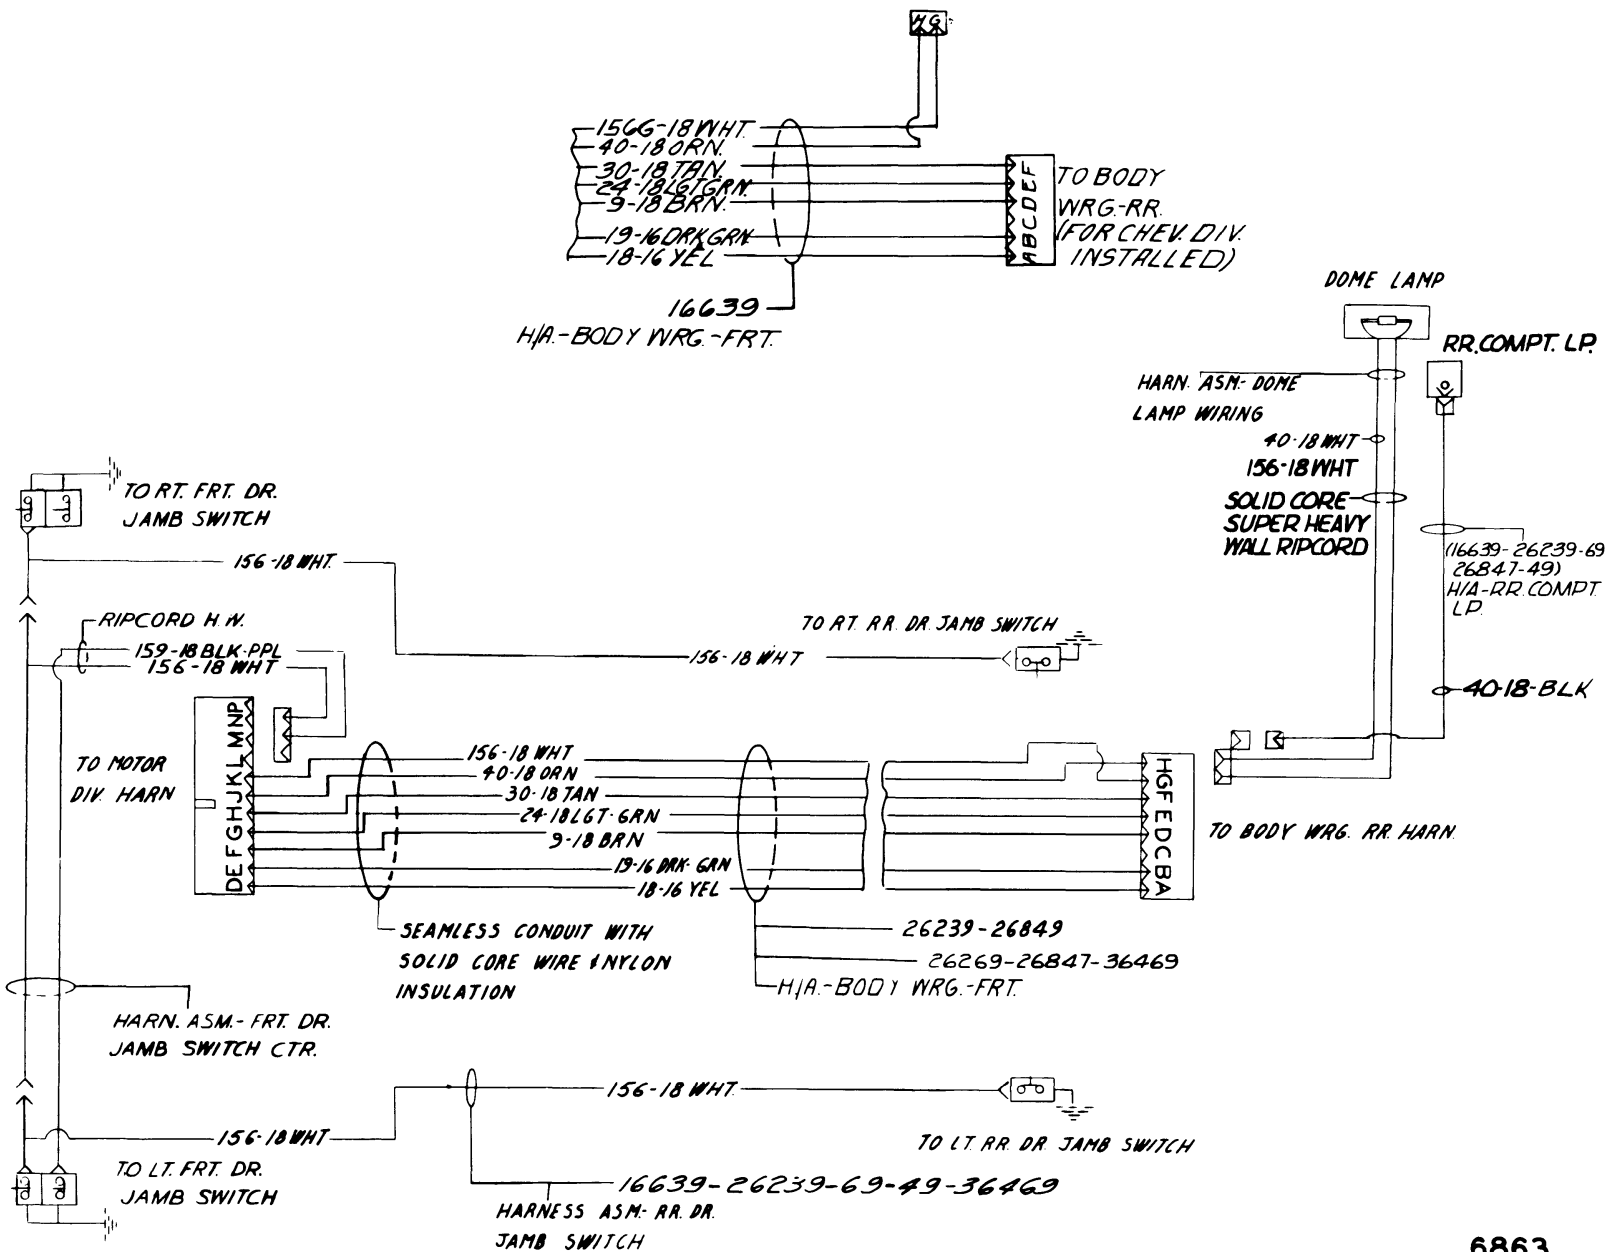 HG
156G-18 WHT.
40-18 ORN.
30-18 TAN.
24-18 LGT GRN.
9-18 BRN.
19-16 DRK GRN
18-16 YEL
A B C D E F
TO BODY
WRG.-RR.
(FOR CHEV. DIV.
INSTALLED)
16639
H/A.-BODY WRG.-FRT.
DOME LAMP
RR. COMPT. LP.
HARN. ASM.- DOME
LAMP WIRING
40-18 WHT
156-18 WHT
SOLID CORE
SUPER HEAVY
WALL RIPCORD
(16639-26239-69
26847-49)
H/A-RR. COMPT.
LP.
40-18-BLK
TO RT. FRT. DR.
JAMB SWITCH
156-18 WHT.
RIPCORD H.W.
159-18 BLK-PPL
156-18 WHT
TO RT. RR. DR. JAMB SWITCH
156-18 WHT
TO MOTOR
DIV. HARN
D E F G H J K L M N P
156-18 WHT
40-18 ORN
30-18 TAN
24-18 LGT-GRN
9-18 BRN
19-16 DRK-GRN
18-16 YEL
H G F E D C B A
TO BODY WRG. RR. HARN.
SEAMLESS CONDUIT WITH
SOLID CORE WIRE & NYLON
INSULATION
26239-26849
26269-26847-36469
H/A.-BODY WRG.-FRT.
HARN. ASM.- FRT. DR.
JAMB SWITCH CTR.
156-18 WHT.
156-18 WHT
TO LT. RR. DR. JAMB SWITCH
TO LT. FRT. DR.
JAMB SWITCH
16639-26239-69-49-36469
HARNESS ASM.- RR. DR.
JAMB SWITCH
6863